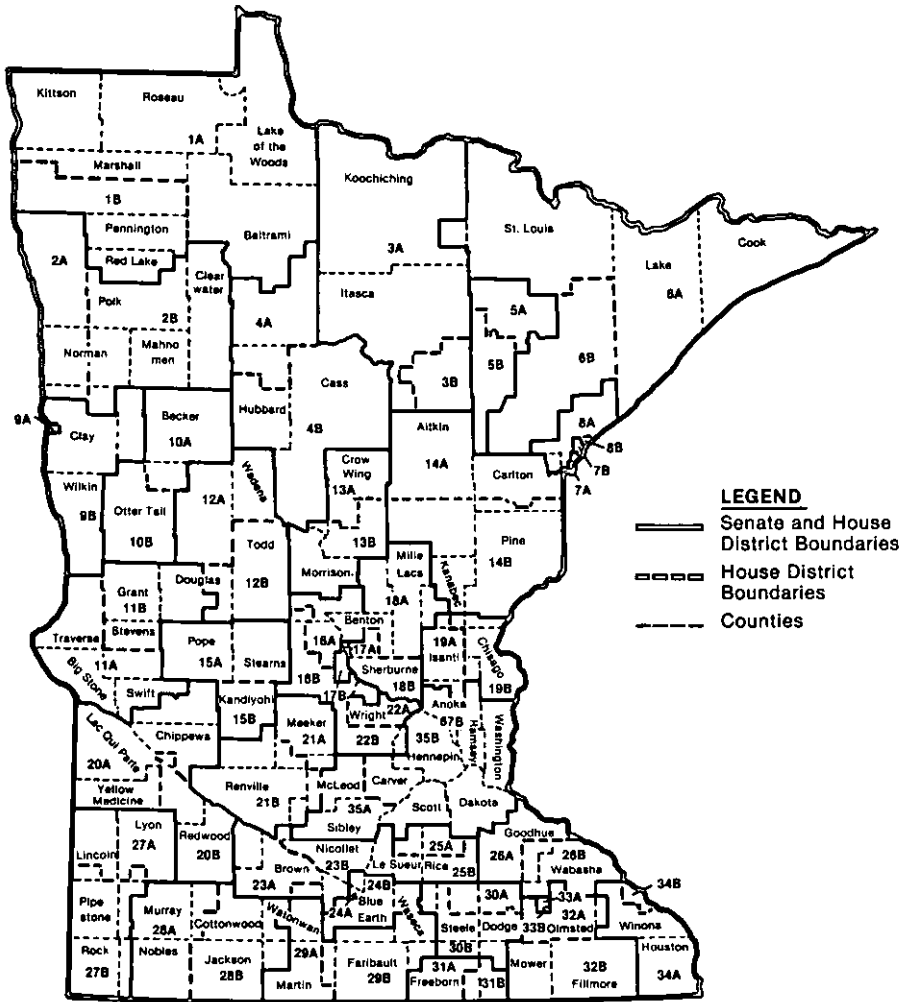 Kittson
Roseau
1A
Lake
of the
Woods
Marshall
1B
Koochiching
3A
Pennington
Beltrami
St. Louis
Cook
Lake
6A
2A
Red Lake
Clear
water
Polk
2B
Itasca
4A
5A
Norman
Mahno
men
3B
5B
6B
Cass
4B
Hubbard
9A
Clay
Becker
10A
Aitkin
14A
8A
8B
7B
7A
Carlton
Crow
Wing
13A
Wadena
Wilkin
9B
Otter Tail
10B
12A
13B
Pine
14B
Todd
12B
Mille
Lacs
Kanabec
Morrison
18A
Grant
11B
Douglas
Benton
16A
17A
19A
Isanti
Chisago
19B
Traverse
Stevens
11A
Pope
15A
Stearns
16B
Sherburne
18B
Big Stone
Swift
17B
Kandiyohi
15B
Wright
22A
22B
Anoka
67B
35B
Ramsey
Washington
Meeker
21A
Hennepin
Lac Qui Parle
20A
Chippewa
Renville
21B
McLeod
Carver
Yellow
Medicine
35A
Scott
Dakota
Sibley
Lyon
27A
Redwood
20B
Nicollet
23B
Le Sueur
Rice
25A
25B
Goodhue
26A
26B
Wabasha
Lincoln
Brown
23A
24B
24A
Blue
Earth
Waseca
30A
33A
34B
Pipe
stone
Murray
28A
Cottonwood
Watonwan
Steele
30B
Dodge
33B
32A
Olmsted
Winona
Rock
27B
Nobles
Jackson
28B
29A
Martin
Faribault
29B
31A
Freeborn
31B
Mower
32B
Fillmore
Houston
34A
LEGEND
Senate and House
District Boundaries
House District
Boundaries
Counties